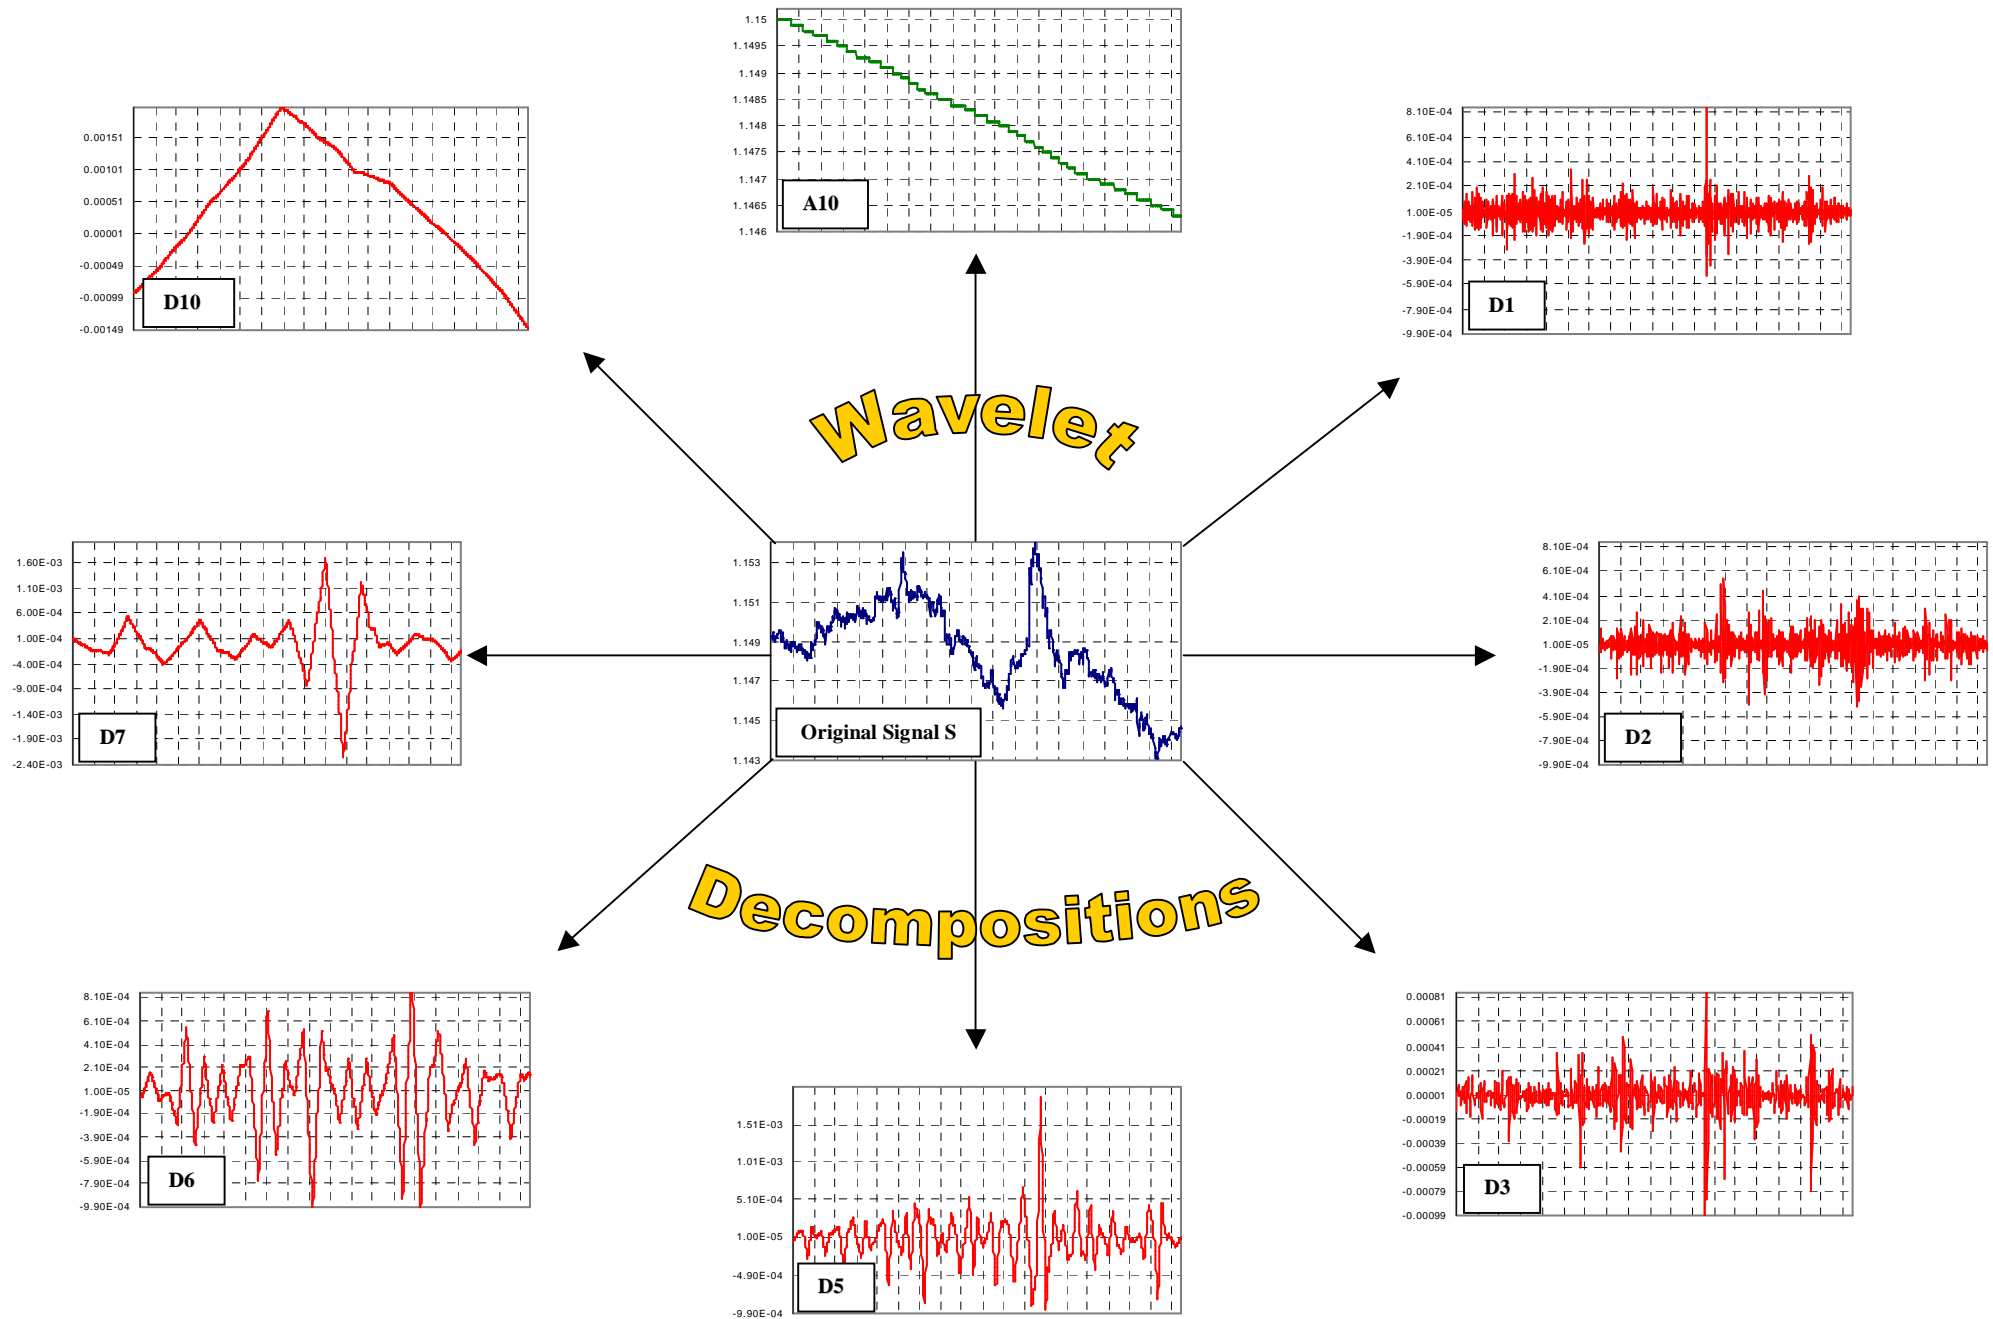 1.15
1.1495
1.149
1.1485
1.148
1.1475
1.147
1.1465
1.146
A10
0.00151
0.00101
0.00051
0.00001
-0.00049
-0.00099
-0.00149
D10
8.10E-04
6.10E-04
4.10E-04
2.10E-04
1.00E-05
-1.90E-04
-3.90E-04
-5.90E-04
-7.90E-04
-9.90E-04
D1
Wavelet
1.60E-03
1.10E-03
6.00E-04
1.00E-04
-4.00E-04
-9.00E-04
-1.40E-03
-1.90E-03
-2.40E-03
D7
1.153
1.151
1.149
1.147
1.145
1.143
Original Signal S
8.10E-04
6.10E-04
4.10E-04
2.10E-04
1.00E-05
-1.90E-04
-3.90E-04
-5.90E-04
-7.90E-04
-9.90E-04
D2
Decompositions
8.10E-04
6.10E-04
4.10E-04
2.10E-04
1.00E-05
-1.90E-04
-3.90E-04
-5.90E-04
-7.90E-04
-9.90E-04
D6
1.51E-03
1.01E-03
5.10E-04
1.00E-05
-4.90E-04
-9.90E-04
D5
0.00081
0.00061
0.00041
0.00021
0.00001
-0.00019
-0.00039
-0.00059
-0.00079
-0.00099
D3